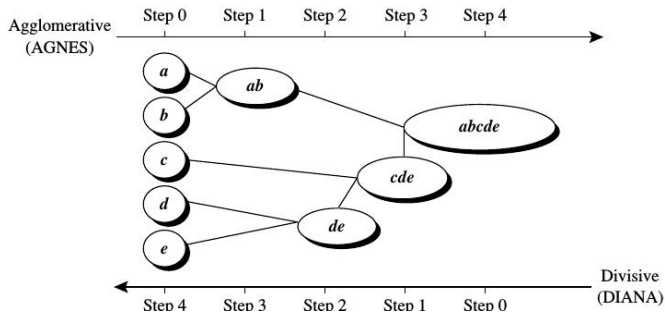 Agglomerative
(AGNES)
Step 0 Step 1 Step 2 Step 3 Step 4
a
ab
b
abcde
c
cde
d
de
e
Divisive
(DIANA)
Step 4 Step 3 Step 2 Step 1 Step 0